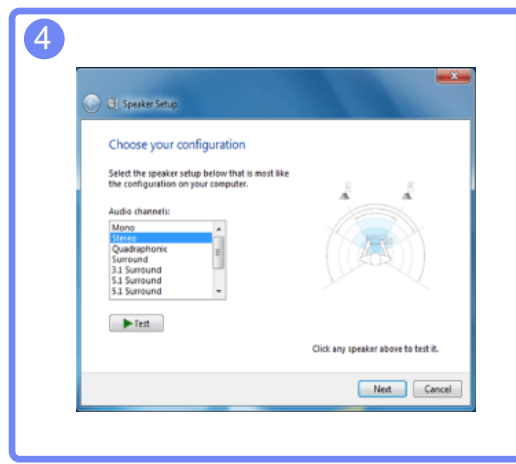 4
Speaker Setup
Choose your configuration
Select the speaker setup below that is most like
the configuration on your computer.
Audio channels:
Mono
Stereo
Quadraphonic
Surround
3.1 Surround
5.1 Surround
5.1 Surround
Test
Click any speaker above to test it.
Next
Cancel